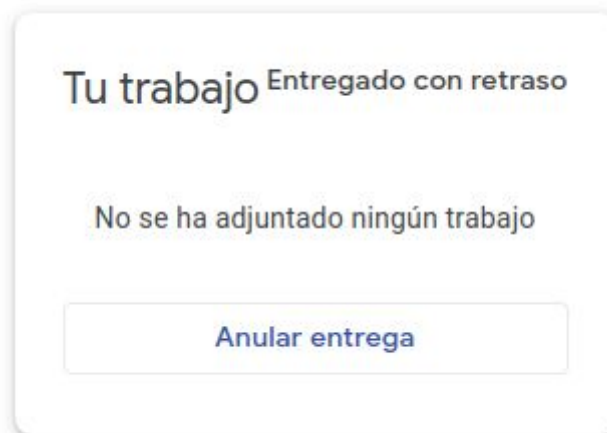 Tu trabajo Entregado con retraso
No se ha adjuntado ningún trabajo
Anular entrega